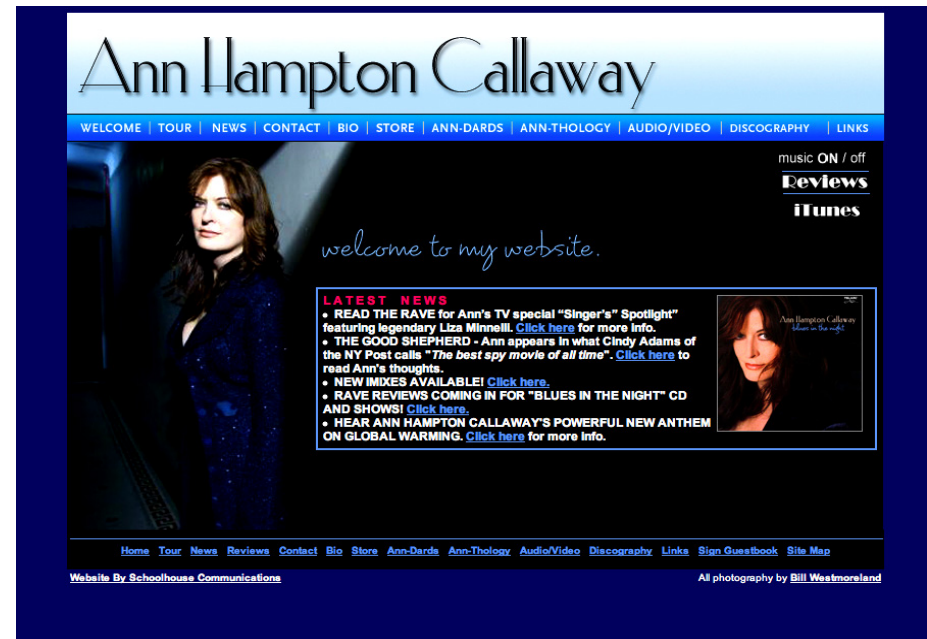 Ann Hampton Callaway
WELCOME | TOUR | NEWS | CONTACT | BIO | STORE | ANN-DARDS | ANN-THOLOGY | AUDIO/VIDEO | DISCOGRAPHY | LINKS
music ON / off
Reviews
iTunes
welcome to my website.
LATEST NEWS
• READ THE RAVE for Ann's TV special "Singer's" Spotlight"
featuring legendary Liza Minnelli. Click here for more info.
• THE GOOD SHEPHERD - Ann appears in what Cindy Adams of
the NY Post calls "The best spy movie of all time". Click here to
read Ann's thoughts.
• NEW IMIXES AVAILABLE! Click here.
• RAVE REVIEWS COMING IN FOR "BLUES IN THE NIGHT" CD
AND SHOWS! Click here.
• HEAR ANN HAMPTON CALLAWAY'S POWERFUL NEW ANTHEM
ON GLOBAL WARMING. Click here for more info.
Ann Hampton Callaway
blues in the night
Home Tour News Reviews Contact Bio Store Ann-Dards Ann-Thology Audio/Video Discography Links Sign Guestbook Site Map
Website By Schoolhouse Communications
All photography by Bill Westmoreland